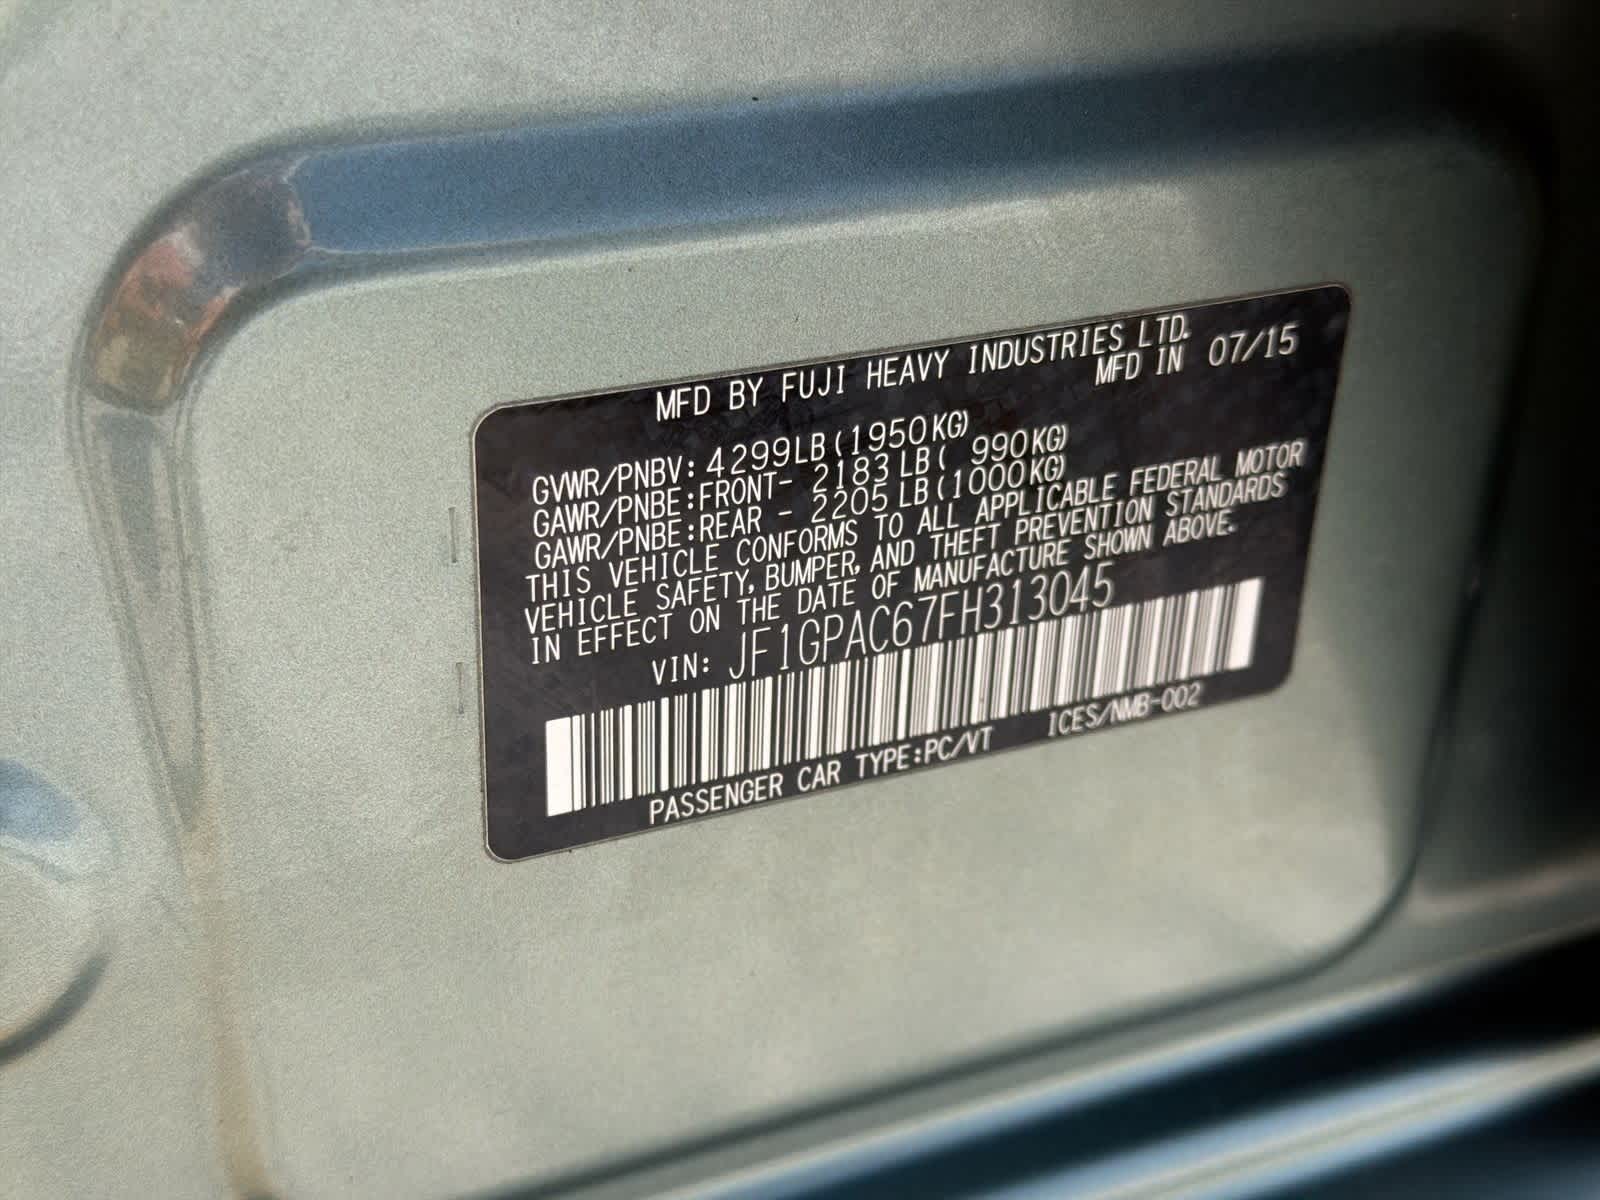 MFD BY FUJI HEAVY INDUSTRIES LTD.
MFD IN 07/15
GVWR/PNBV: 4299LB(1950KG)
GAWR/PNBE:FRONT- 2183LB( 990KG)
GAWR/PNBE:REAR - 2205LB(1000KG)
THIS VEHICLE CONFORMS TO ALL APPLICABLE FEDERAL MOTOR
VEHICLE SAFETY, BUMPER, AND THEFT PREVENTION STANDARDS
IN EFFECT ON THE DATE OF MANUFACTURE SHOWN ABOVE.
VIN: JF1GPAC67FH313045
PASSENGER CAR TYPE:PC/VT ICES/NMB-002